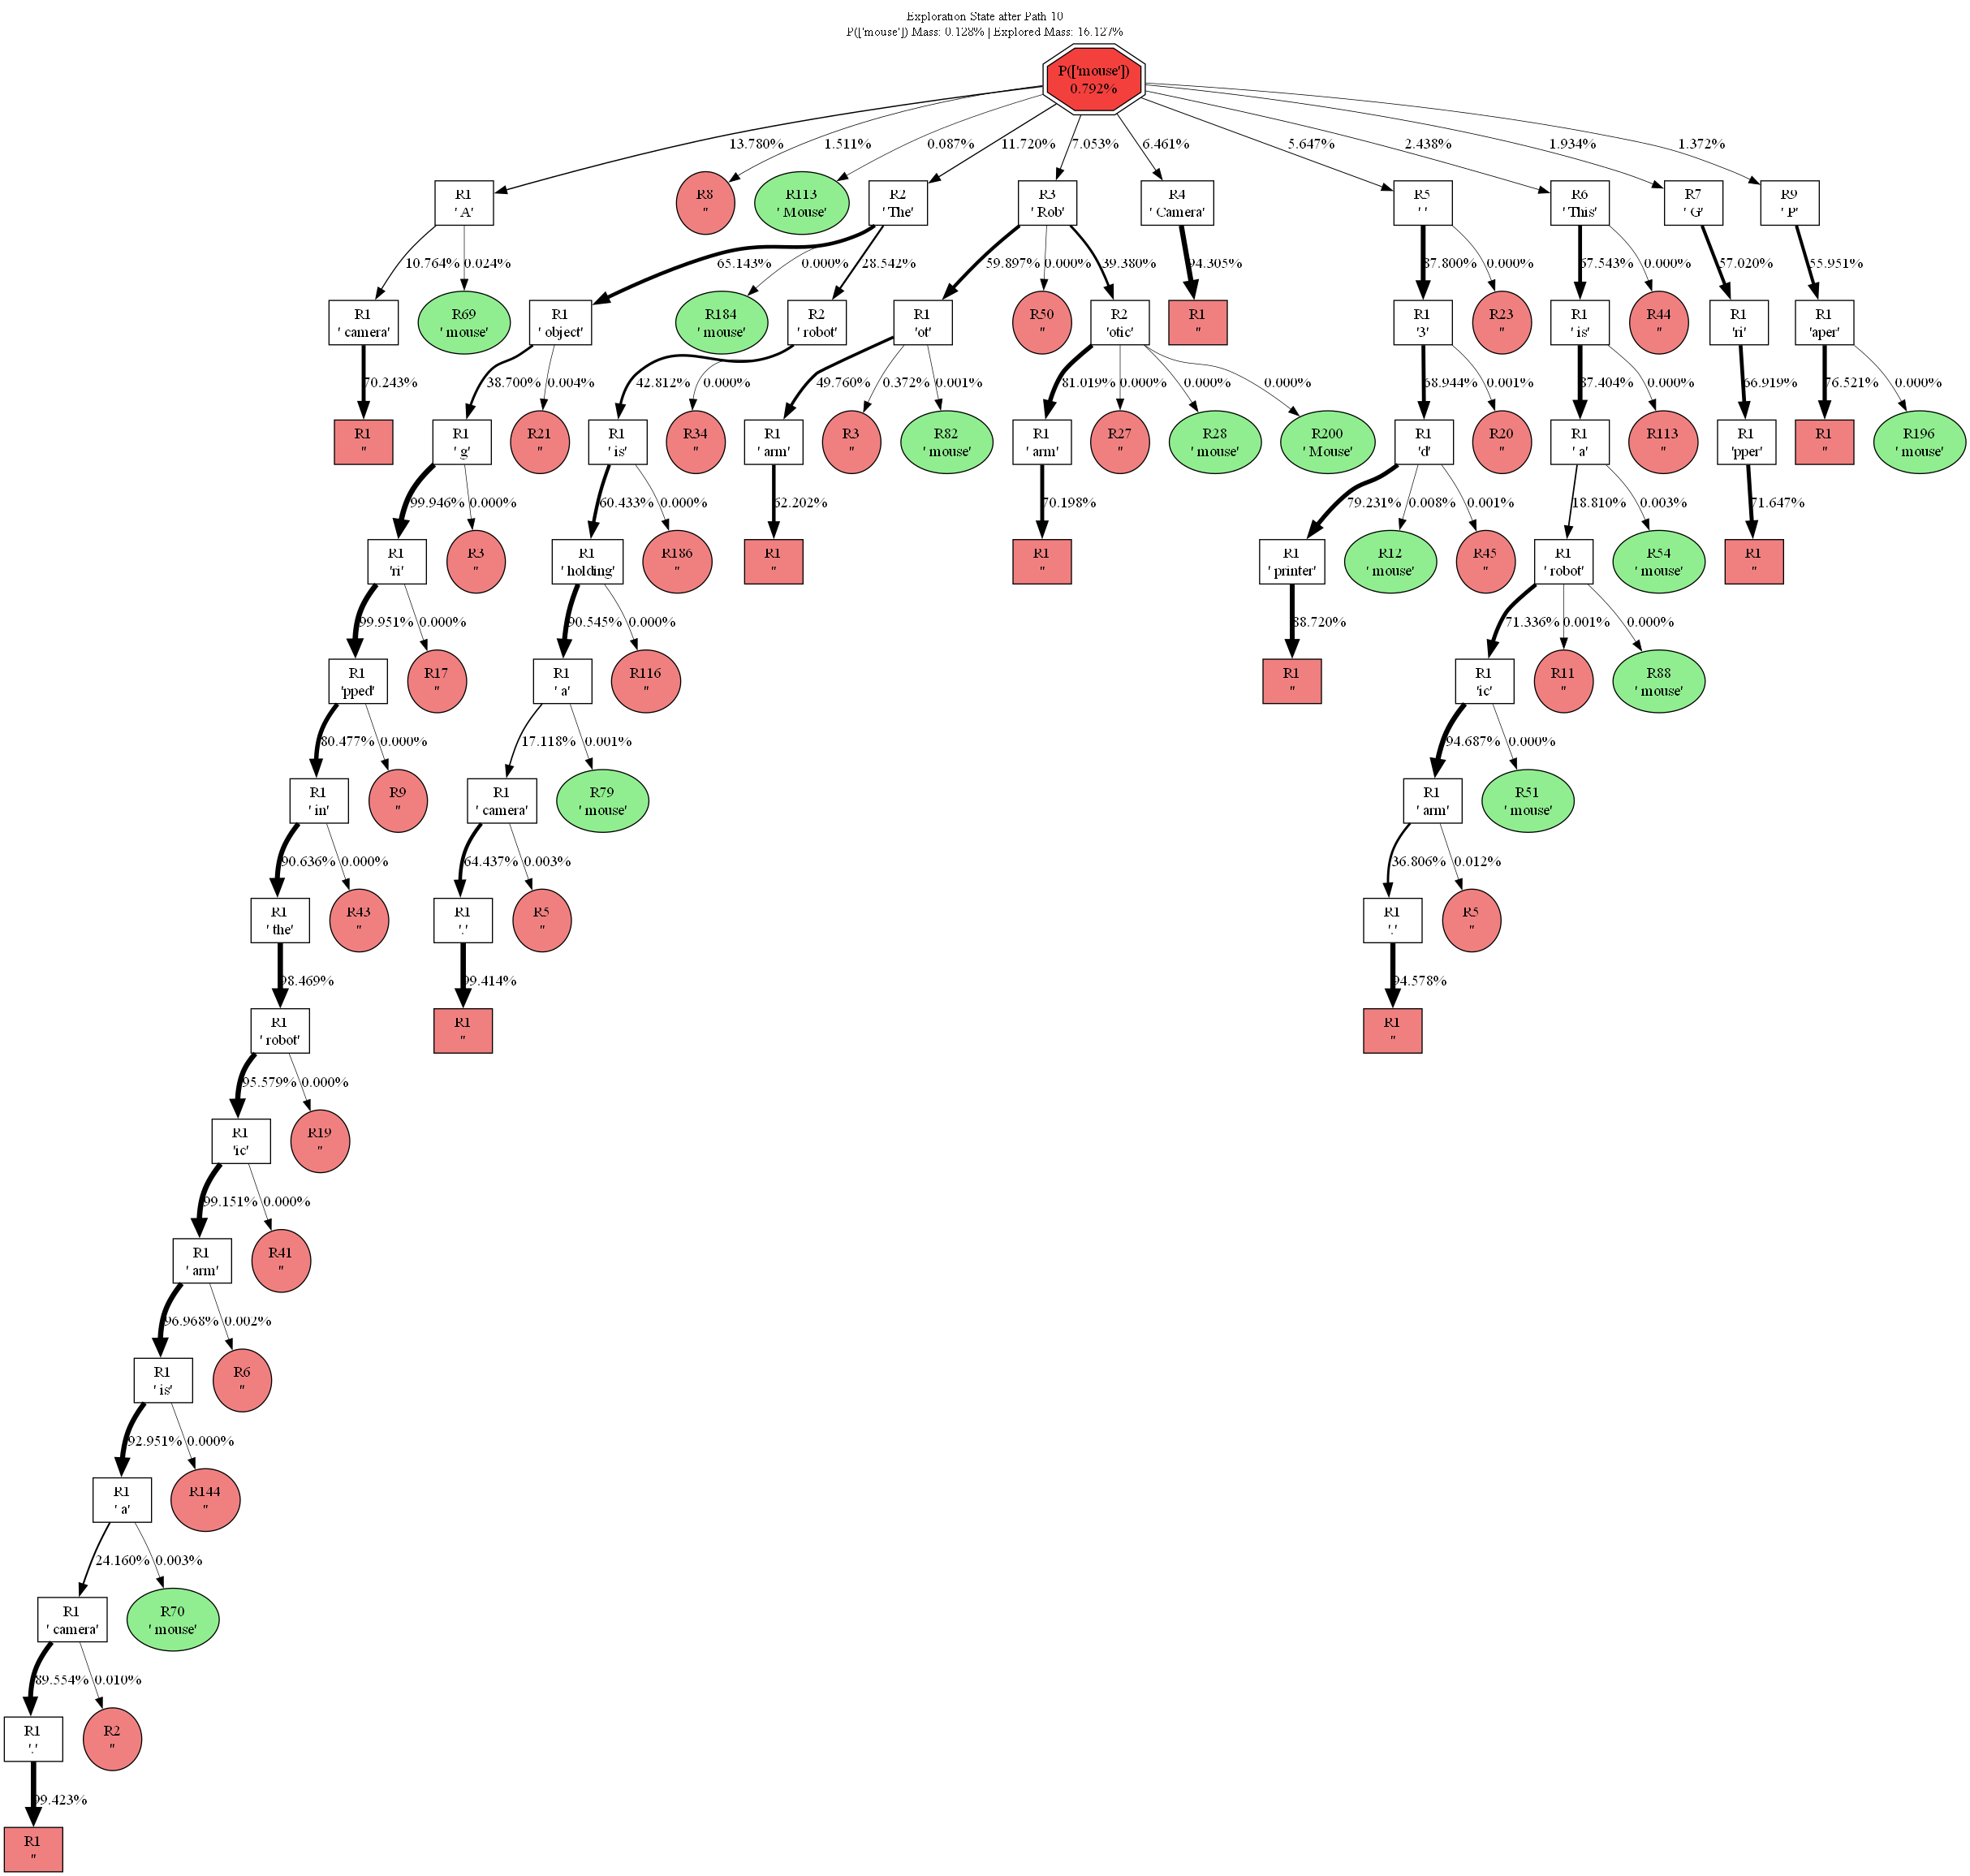 Exploration State after Path 10
P(['mouse']) Mass: 0.128% | Explored Mass: 16.127%
P(['mouse'])
0.792%
13.780% 1.511% 0.087% 11.720% 7.053% 6.461% 5.647% 2.438% 1.934% 1.372%
R1 R8 R113 R2 R3 R4 R5 R6 R7 R9
' A' '' ' Mouse' ' The' ' Rob' ' Camera' ' ' ' This' ' G' ' P'
10.764% 0.024% 65.143% 0.000% 28.542% 59.897% 0.000% 39.380% 94.305% 87.800% 0.000% 67.543% 0.000% 57.020% 55.951%
R1 R69 R1 R184 R2 R1 R50 R2 R1 R1 R23 R1 R44 R1 R1
' camera' ' mouse' ' object' ' mouse' ' robot' 'ot' '' 'otic' '' '3' '' ' is' '' 'ri' 'aper'
70.243% 38.700% 0.004% 42.812% 0.000% 49.760% 0.372% 0.001% 81.019% 0.000% 0.000% 0.000% 68.944% 0.001% 87.404% 0.000% 66.919% 76.521% 0.000%
R1 R1 R21 R1 R34 R1 R3 R82 R1 R27 R28 R200 R1 R20 R1 R113 R1 R1 R196
'' ' g' '' ' is' '' ' arm' '' ' mouse' ' arm' '' ' mouse' ' Mouse' 'd' '' ' a' '' 'pper' '' ' mouse'
99.946% 0.000% 60.433% 0.000% 62.202% 70.198% 79.231% 0.008% 0.001% 18.810% 0.003% 71.647%
R1 R3 R1 R186 R1 R1 R1 R12 R45 R1 R54 R1
'ri' '' ' holding' '' '' '' ' printer' ' mouse' '' ' robot' ' mouse' ''
99.951% 0.000% 90.545% 0.000% 88.720% 71.336% 0.001% 0.000%
R1 R17 R1 R116 R1 R1 R11 R88
'pped' '' ' a' '' '' 'ic' '' ' mouse'
80.477% 0.000% 17.118% 0.001% 94.687% 0.000%
R1 R9 R1 R79 R1 R51
' in' '' ' camera' ' mouse' ' arm' ' mouse'
90.636% 0.000% 64.437% 0.003% 36.806% 0.012%
R1 R43 R1 R5 R1 R5
' the' '' '.' '' '.' ''
98.469% 99.414% 94.578%
R1 R1 R1
' robot' '' ''
95.579% 0.000%
R1 R19
'ic' ''
99.151% 0.000%
R1 R41
' arm' ''
96.968% 0.002%
R1 R6
' is' ''
92.951% 0.000%
R1 R144
' a' ''
24.160% 0.003%
R1 R70
' camera' ' mouse'
89.554% 0.010%
R1 R2
'.' ''
99.423%
R1
''